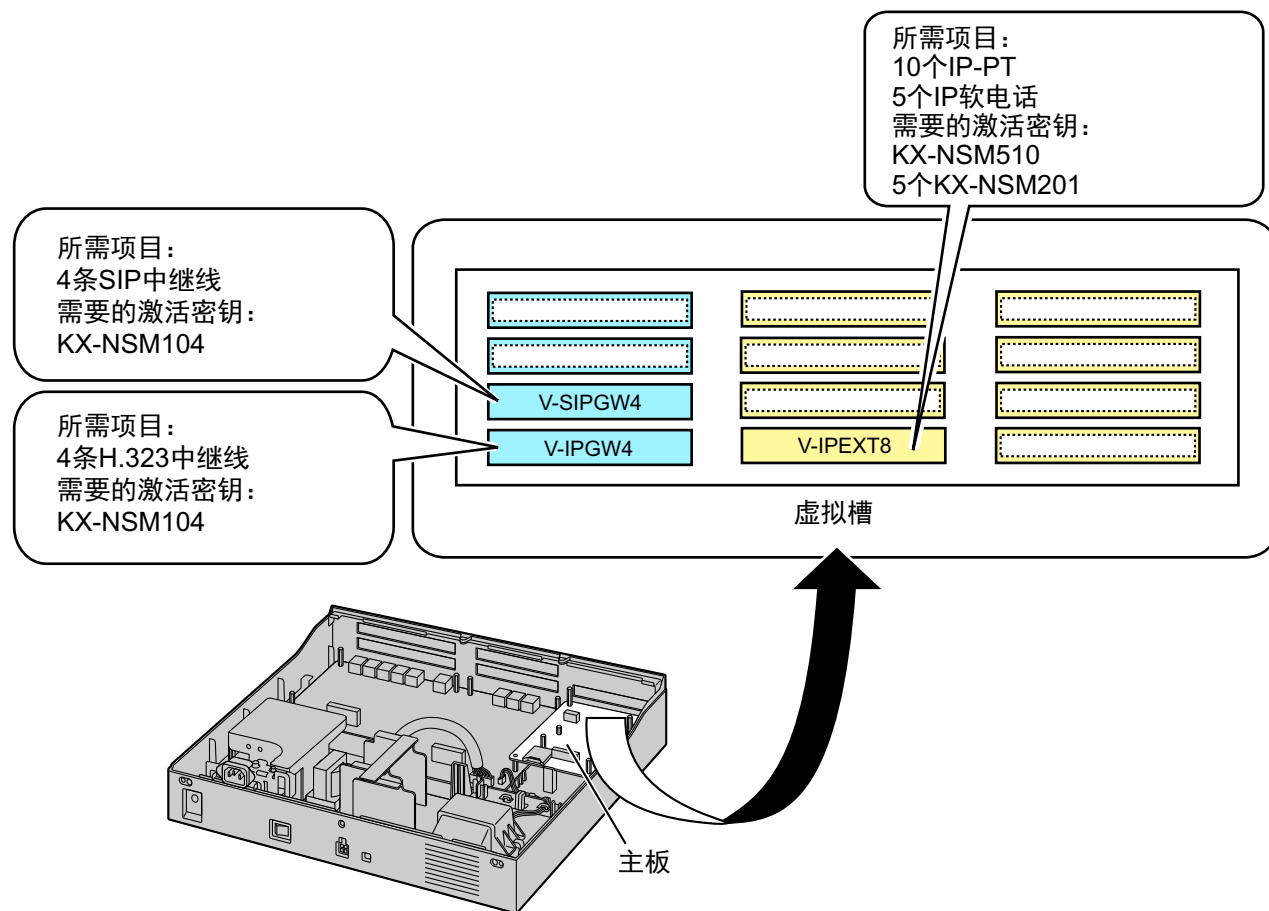 所需项目：
10个IP-PT
5个IP软电话
需要的激活密钥：
KX-NSM510
5个KX-NSM201
所需项目：
4条SIP中继线
需要的激活密钥：
KX-NSM104
所需项目：
4条H.323中继线
需要的激活密钥：
KX-NSM104
V-SIPGW4
V-IPGW4
V-IPEXT8
虚拟槽
主板